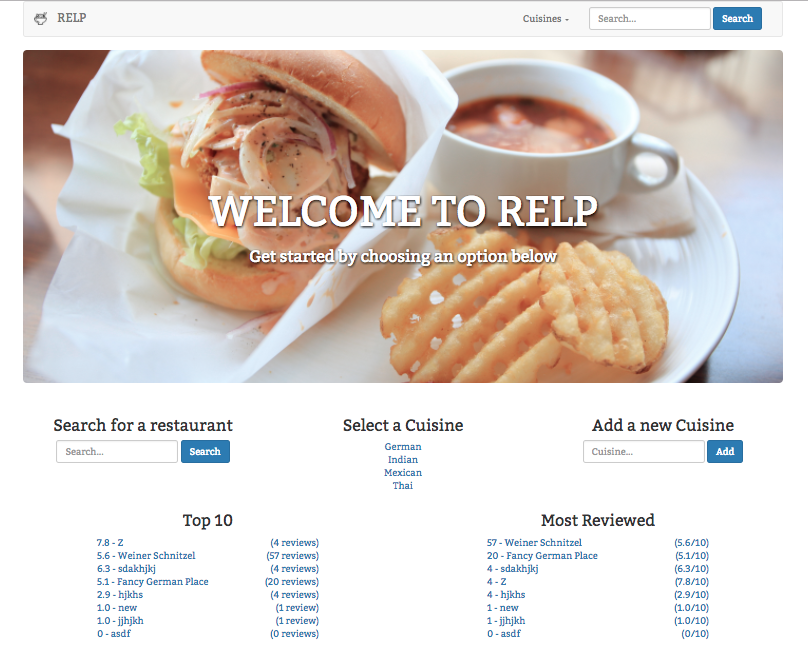 RELP Cuisines Search... Search
WELCOME TO RELP
Get started by choosing an option below
Search for a restaurant
Search... Search
Select a Cuisine
German
Indian
Mexican
Thai
Add a new Cuisine
Cuisine... Add
Top 10
7.8 - Z (4 reviews)
5.6 - Weiner Schnitzel (57 reviews)
6.3 - sdakhjkj (4 reviews)
5.1 - Fancy German Place (20 reviews)
2.9 - hjkhs (4 reviews)
1.0 - new (1 review)
1.0 - jjhjkh (1 review)
0 - asdf (0 reviews)
Most Reviewed
57 - Weiner Schnitzel (5.6/10)
20 - Fancy German Place (5.1/10)
4 - sdakhjkj (6.3/10)
4 - Z (7.8/10)
4 - hjkhs (2.9/10)
1 - new (1.0/10)
1 - jjhjkh (1.0/10)
0 - asdf (0/10)